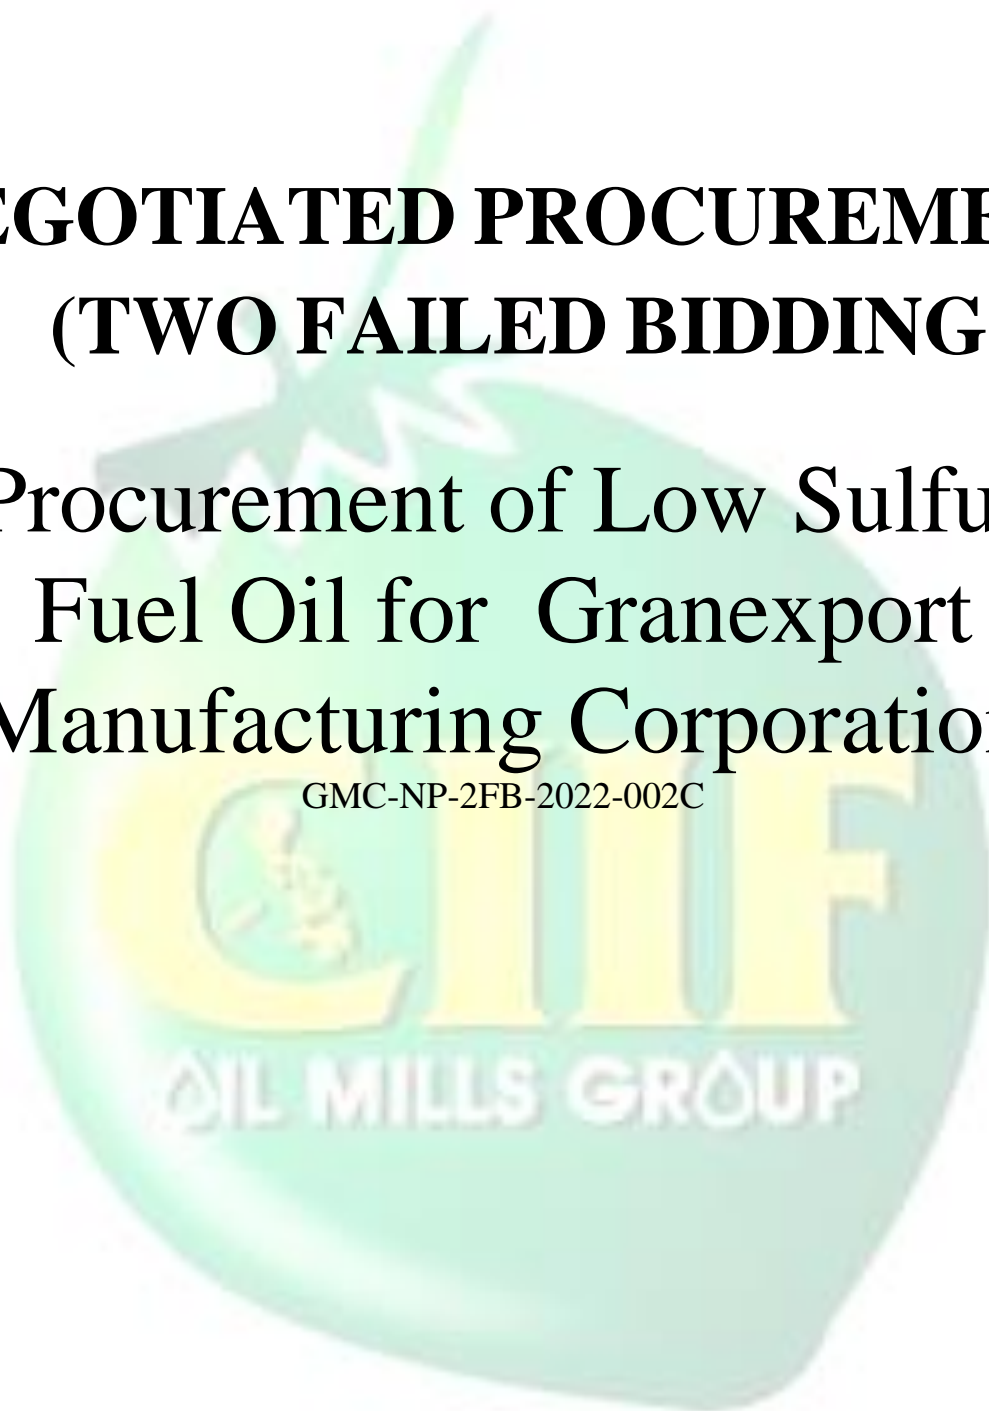 EGOTIATED PROCUREME
(TWO FAILED BIDDING
Procurement of Low Sulfu
Fuel Oil for Granexport
Manufacturing Corporation
GMC-NP-2FB-2022-002C
CIIF
OIL MILLS GROUP